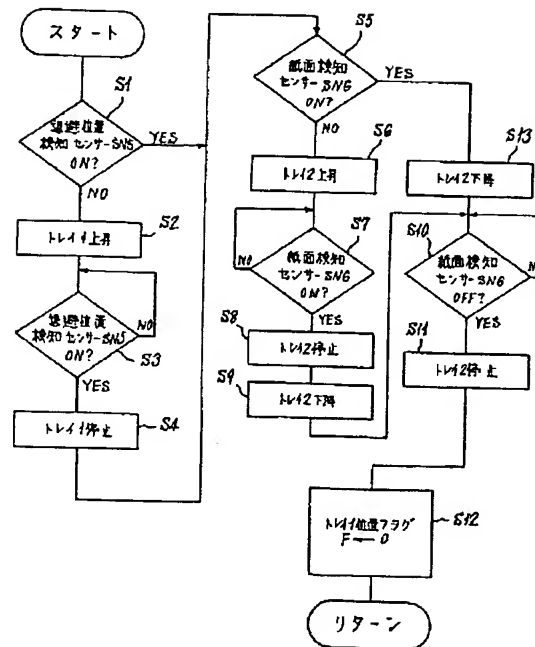 スタート
S1
退避位置
検知センサーSN5
ON?
YES
NO
S2
トレイ1上昇
退避位置
検知センサーSN5
ON?
NO
S3
YES
トレイ1停止
S4
S5
紙面検知
センサーSN6
ON?
YES
NO
S6
トレイ2上昇
S7
紙面検知
センサーSN6
ON?
NO
YES
S8
トレイ2停止
S9
トレイ2下降
S13
トレイ2下降
S10
紙面検知
センサーSN6
OFF?
YES
S11
トレイ2停止
トレイ位置フラグ
F ← 0
S12
リターン